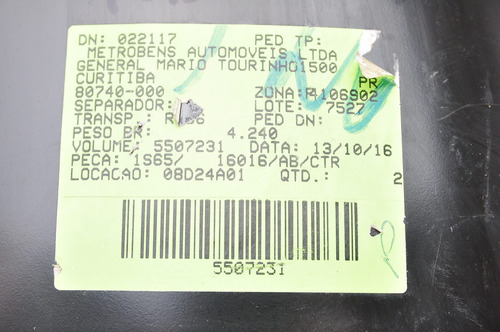 DN: 022117 PED TP:
METROBENS AUTOMOVEIS LTDA
GENERAL MARIO TOURINHO1500
CURITIBA PR
80740-000 ZONA: 4106902
SEPARADOR: LOTE: 7527
TRANSP : PED DN:
PESO BR: 4.240
VOLUME: 5507231 DATA: 13/10/16
PECA: 1S65/ 16016/AB/CTR
LOCACAO: 08D24A01 QTD.: 2
5507231